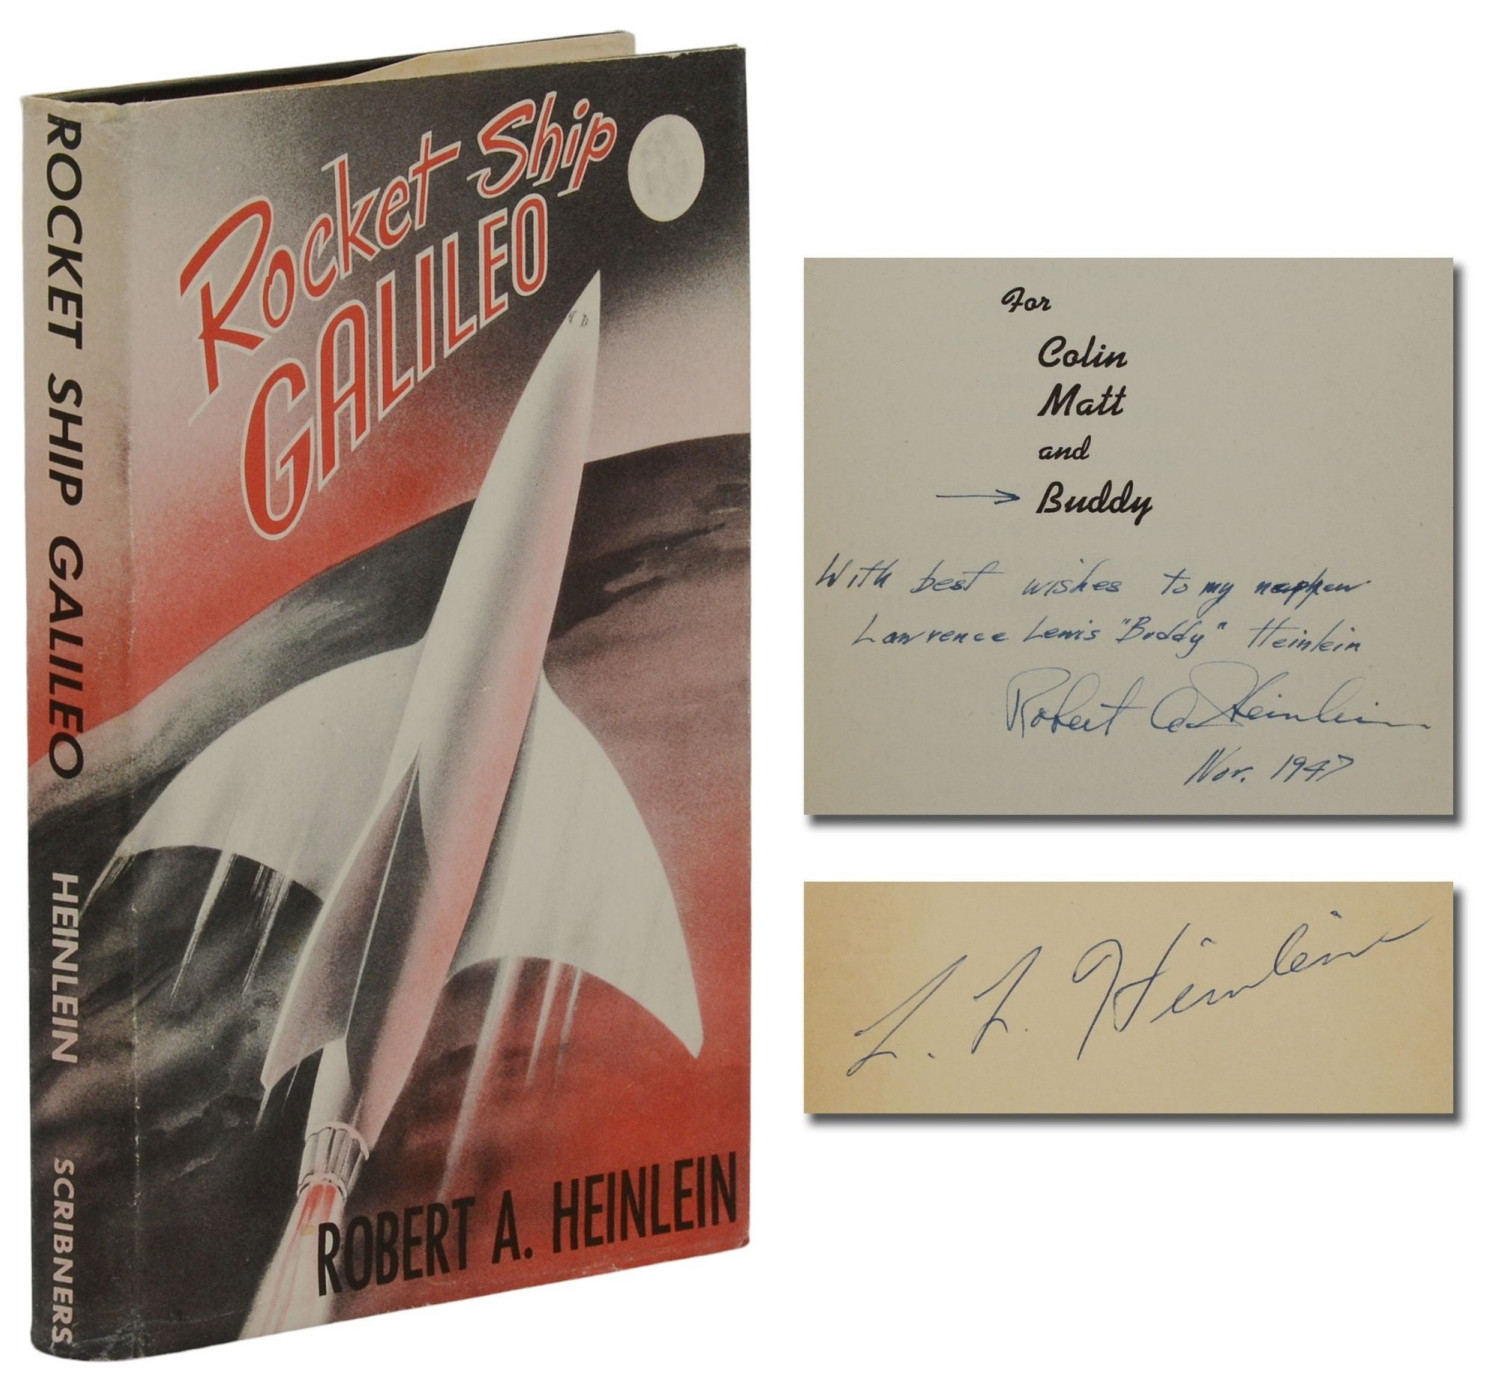 ROCKET SHIP GALILEO HEINLEIN SCRIBNERS
Rocket Ship
GALILEO
ROBERT A. HEINLEIN
For
Colin
Matt
and
Buddy
With best wishes to my nephew
Lawrence Lewis "Buddy" Heinlein
Robert A. Heinlein
Nov. 1947
L. L. Heinlein